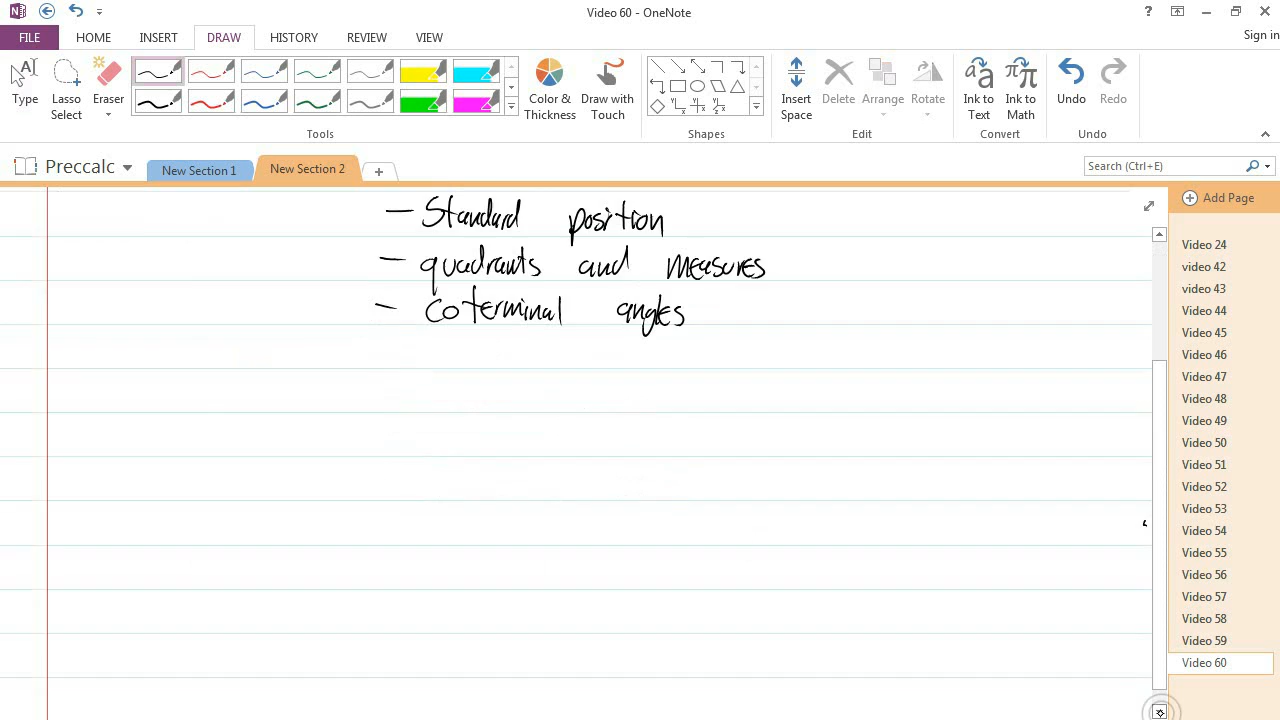 Video 60 - OneNote
Sign in
FILE HOME INSERT DRAW HISTORY REVIEW VIEW
Type
Lasso Select
Eraser
Color & Thickness
Draw with Touch
Insert Space
Delete
Arrange
Rotate
Ink to Text
Ink to Math
Undo
Redo
Tools
Shapes
Edit
Convert
Undo
Preccalc
New Section 1
New Section 2
Search (Ctrl+E)
Add Page
- Standard position
- quadrants and measures
- coterminal angles
Video 24
video 42
video 43
Video 44
Video 45
Video 46
Video 47
Video 48
Video 49
Video 50
Video 51
Video 52
Video 53
Video 54
Video 55
Video 56
Video 57
Video 58
Video 59
Video 60